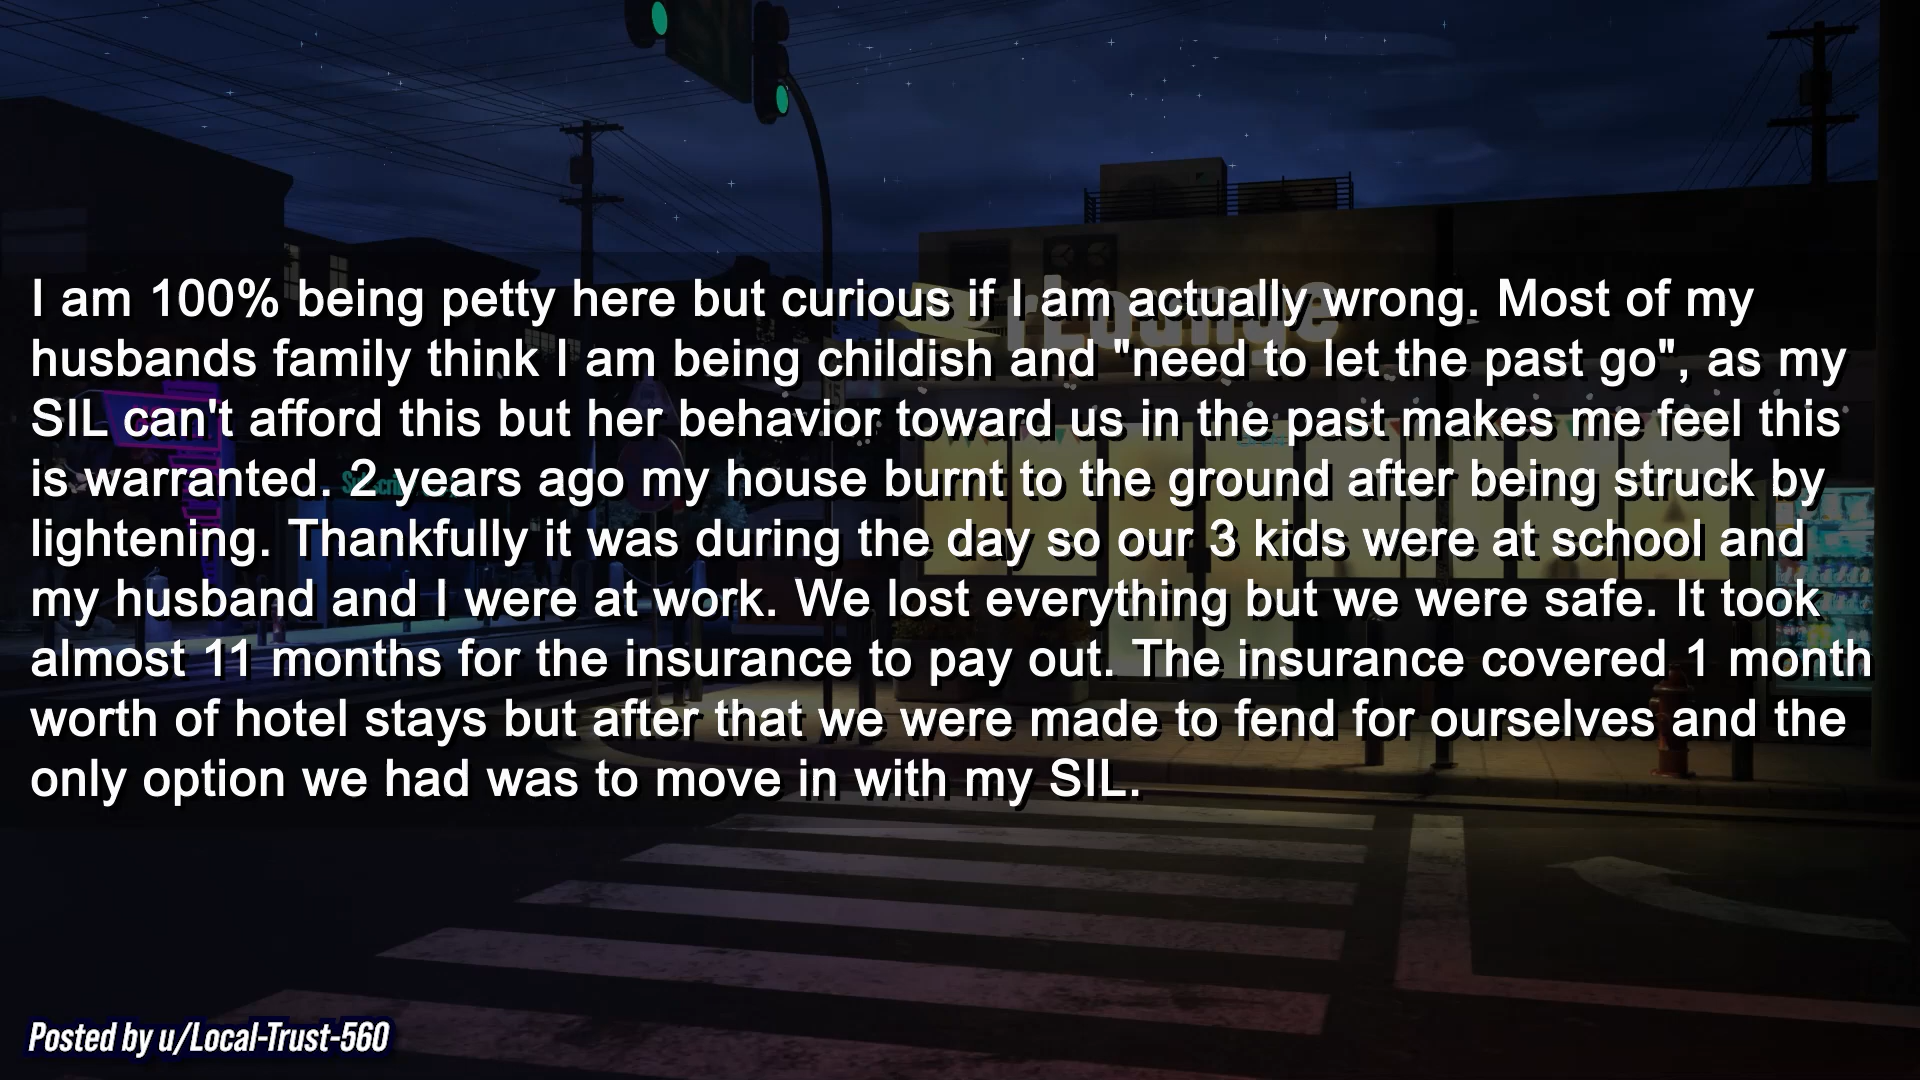 I am 100% being petty here but curious if I am actually wrong. Most of my
husbands family think I am being childish and "need to let the past go", as my
SIL can't afford this but her behavior toward us in the past makes me feel this
is warranted. 2 years ago my house burnt to the ground after being struck by
lightening. Thankfully it was during the day so our 3 kids were at school and
my husband and I were at work. We lost everything but we were safe. It took
almost 11 months for the insurance to pay out. The insurance covered 1 month
worth of hotel stays but after that we were made to fend for ourselves and the
only option we had was to move in with my SIL.
Posted by u/Local-Trust-560